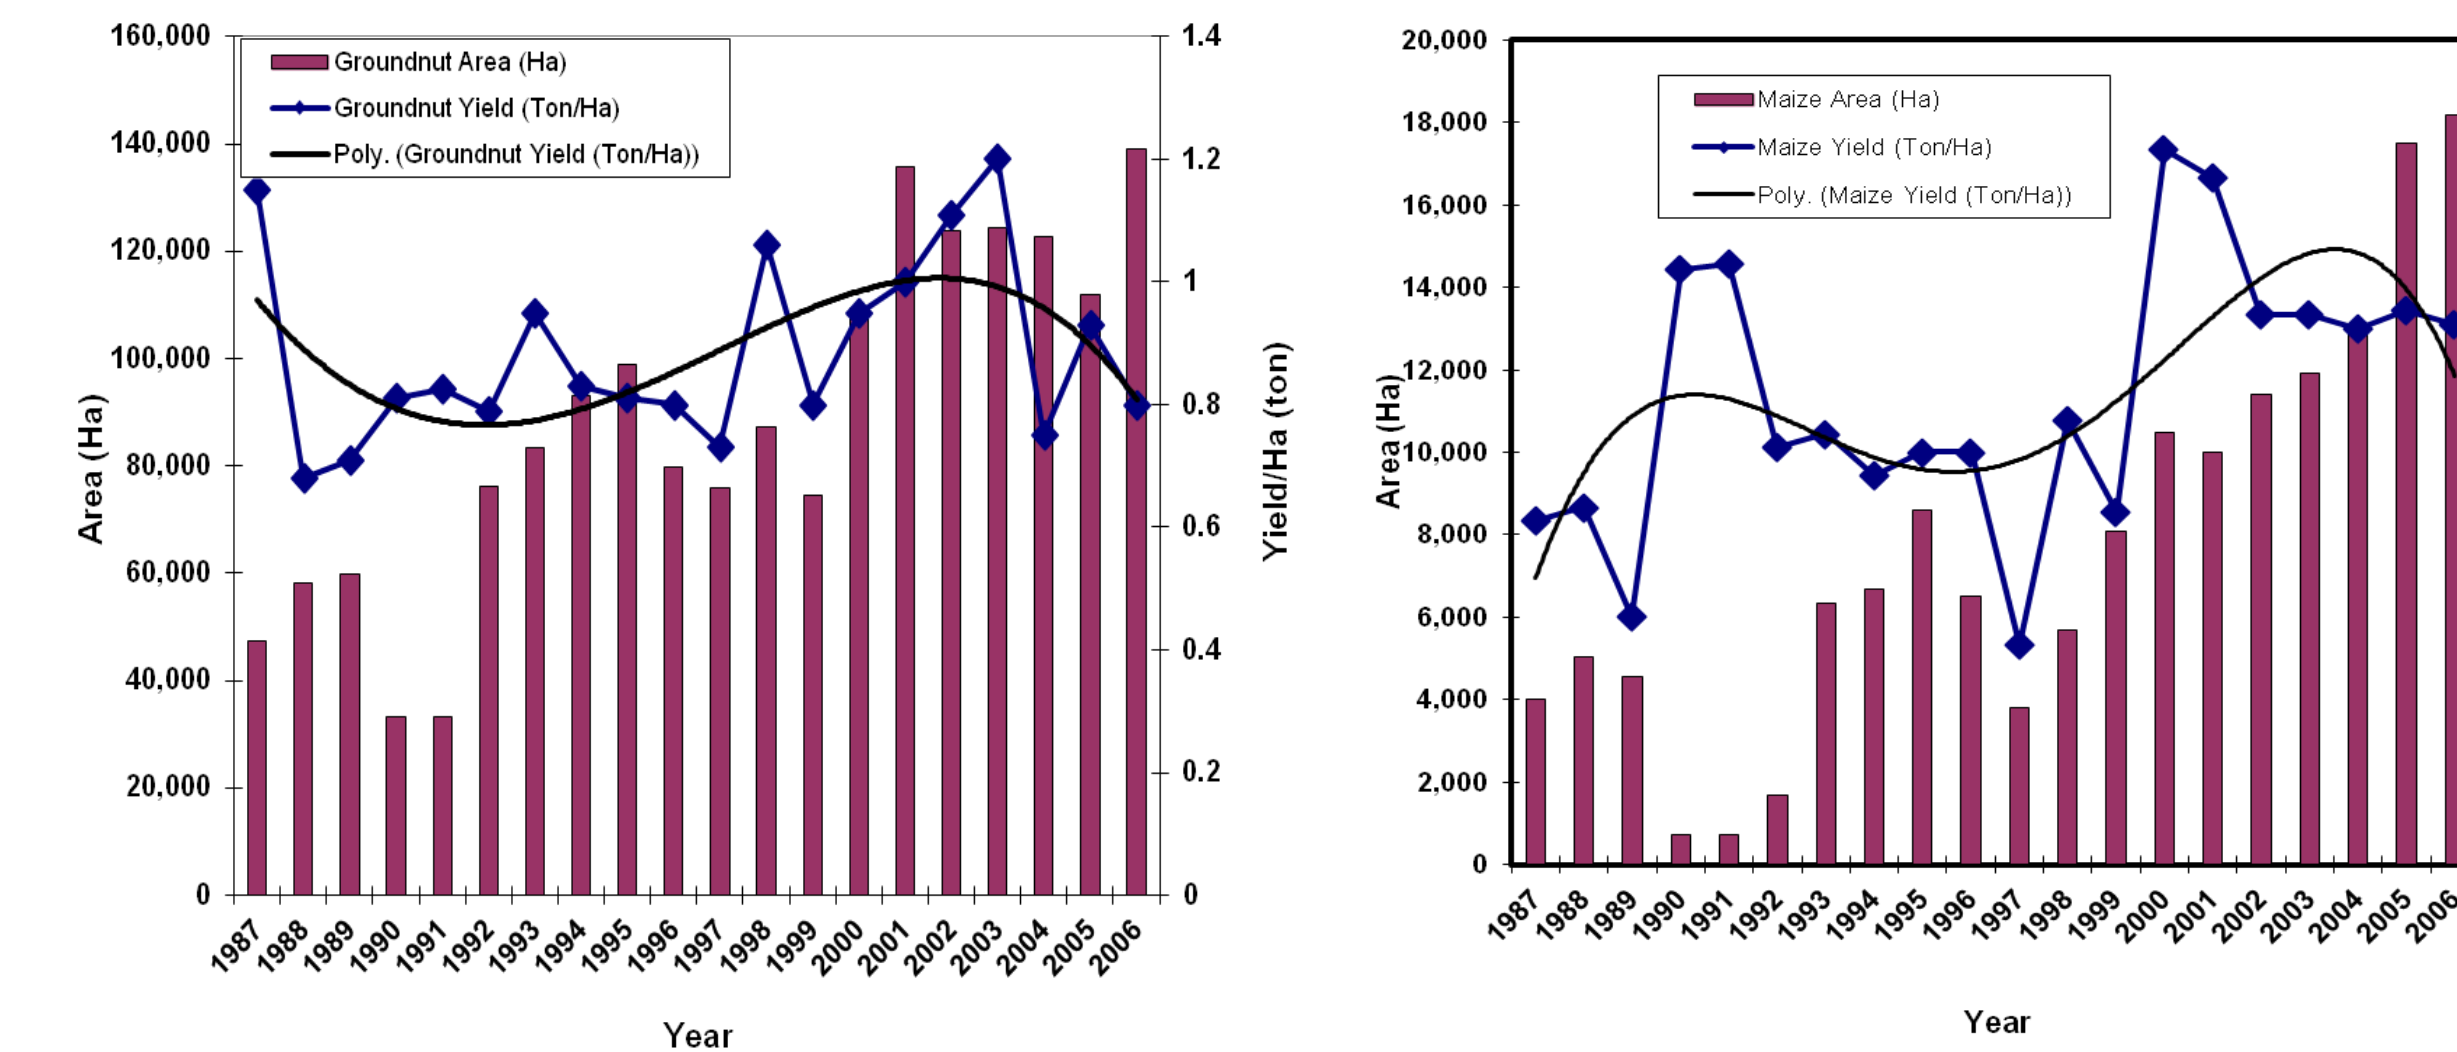 160,000
140,000
120,000
100,000
80,000
60,000
40,000
20,000
0
Area (Ha)
Groundnut Area (Ha)
Groundnut Yield (Ton/Ha)
Poly. (Groundnut Yield (Ton/Ha))
1.4
1.2
1
0.8
0.6
0.4
0.2
0
Yield/Ha (ton)
1987 1988 1989 1990 1991 1992 1993 1994 1995 1996 1997 1998 1999 2000 2001 2002 2003 2004 2005 2006
Year
20,000
18,000
16,000
14,000
12,000
10,000
8,000
6,000
4,000
2,000
0
Area (Ha)
Maize Area (Ha)
Maize Yield (Ton/Ha)
Poly. (Maize Yield (Ton/Ha))
1987 1988 1989 1990 1991 1992 1993 1994 1995 1996 1997 1998 1999 2000 2001 2002 2003 2004 2005 2006
Year